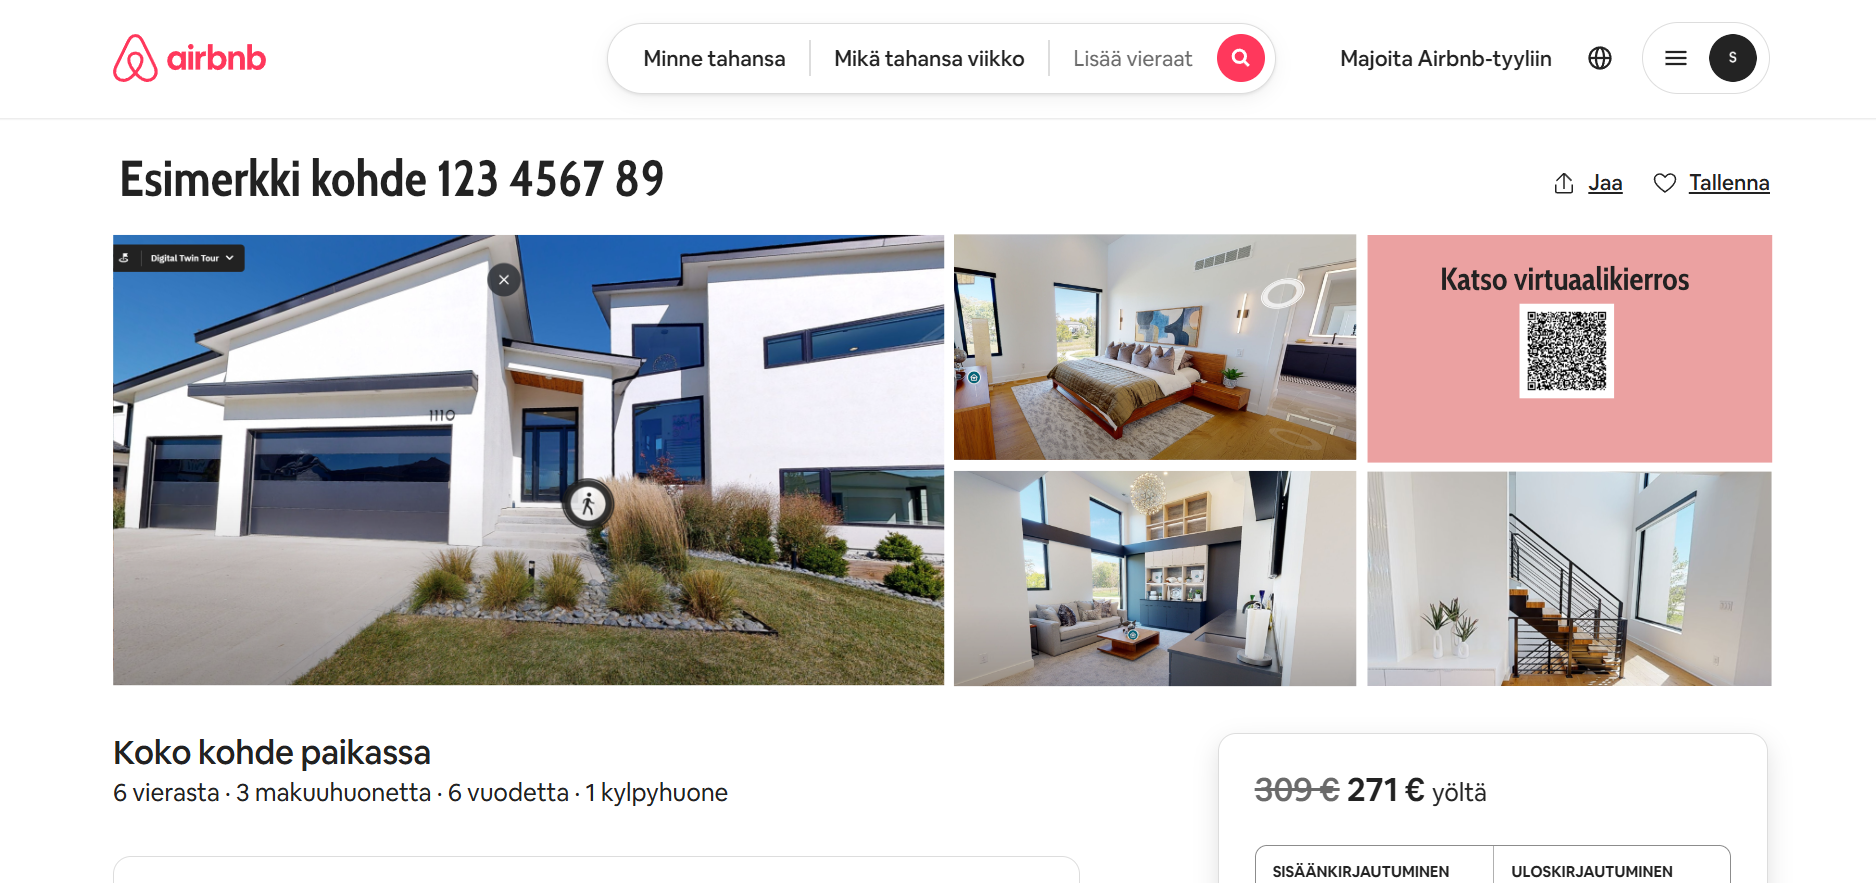 airbnb
Minne tahansa
Mikä tahansa viikko
Lisää vieraat
Majoita Airbnb-tyyliin
S
Esimerkki kohde 123 4567 89
Jaa
Tallenna
Digital Twin Tour
1110
Katso virtuaalikierros
Koko kohde paikassa
6 vierasta · 3 makuuhuonetta · 6 vuodetta · 1 kylpyhuone
309 € 271 € yöltä
SISÄÄNKIRJAUTUMINEN
ULOSKIRJAUTUMINEN